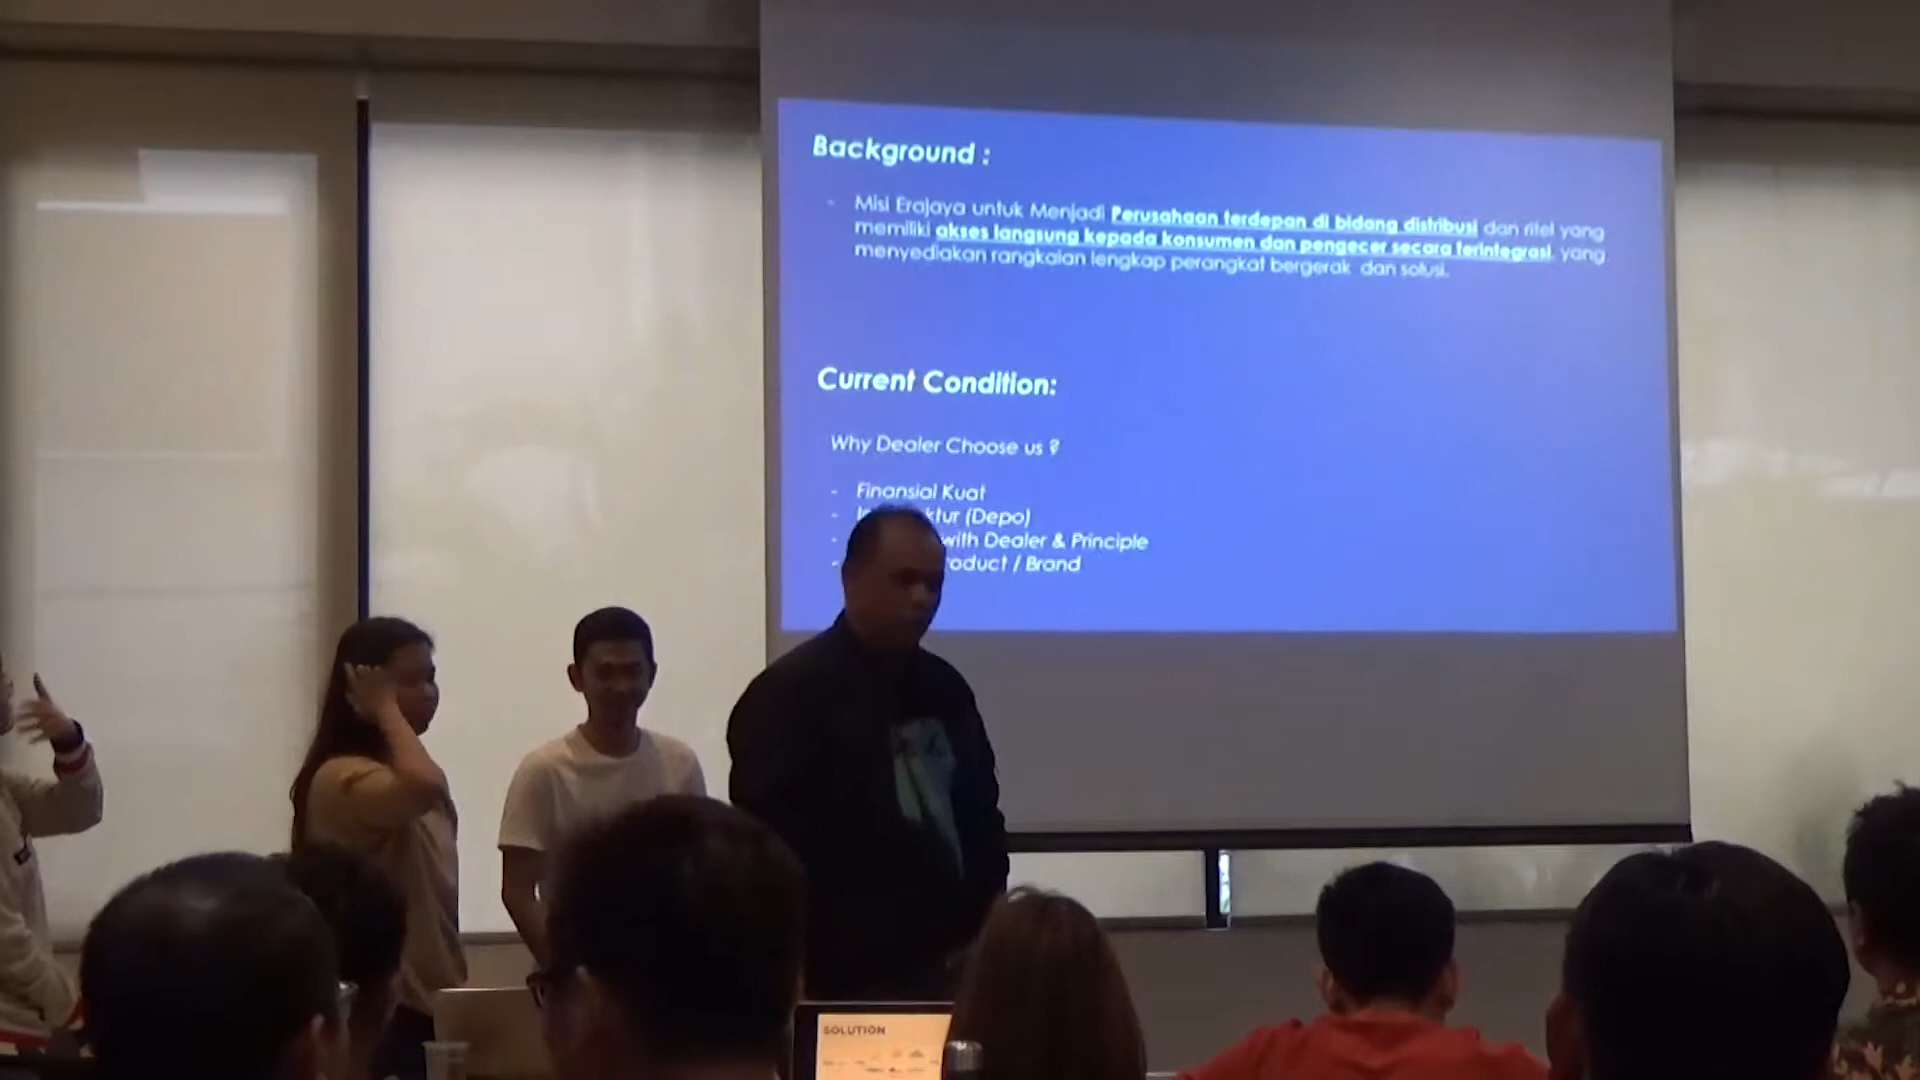 Background :
- Misi Erajaya untuk Menjadi Perusahaan terdepan di bidang distribusi dan ritel yang
memiliki akses langsung kepada konsumen dan pengecer secara terintegrasi, yang
menyediakan rangkaian lengkap perangkat bergerak dan solusi.
Current Condition:
Why Dealer Choose us ?
- Finansial Kuat
- ktur (Depo)
- with Dealer & Principle
- oduct / Brand
SOLUTION